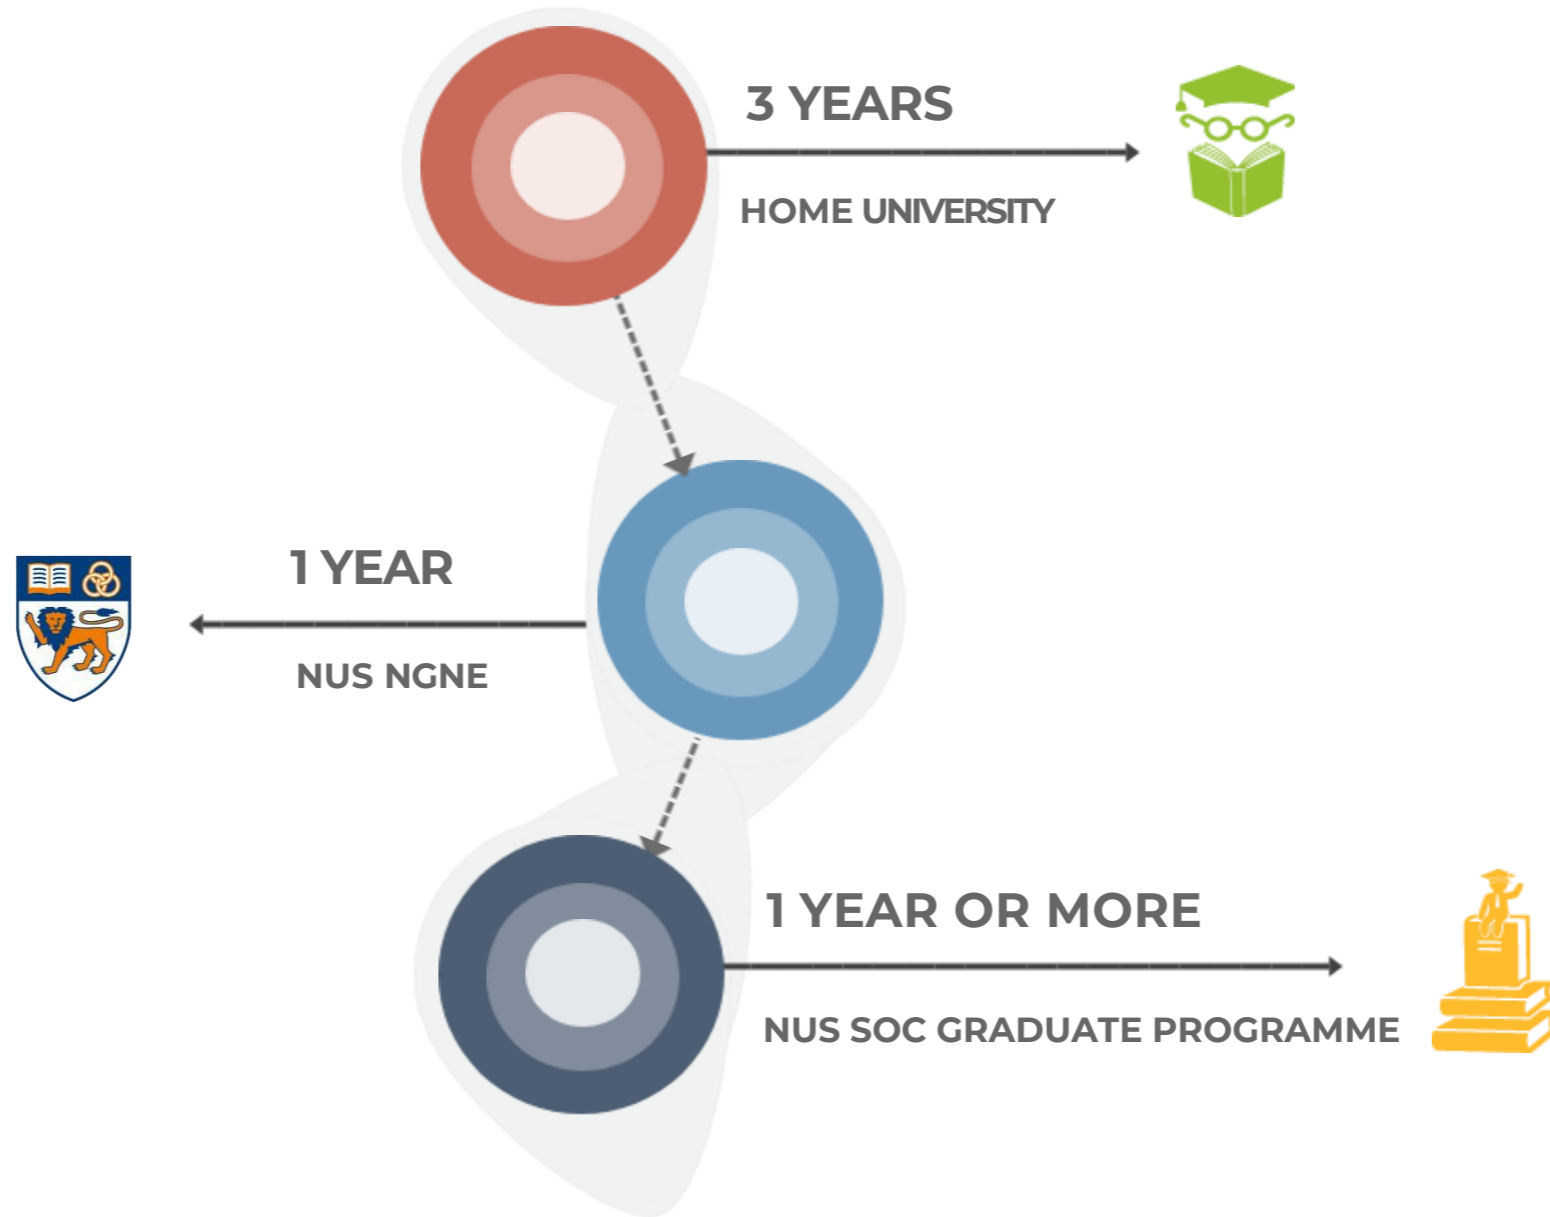 3 YEARS
HOME UNIVERSITY
1 YEAR
NUS NGNE
1 YEAR OR MORE
NUS SOC GRADUATE PROGRAMME